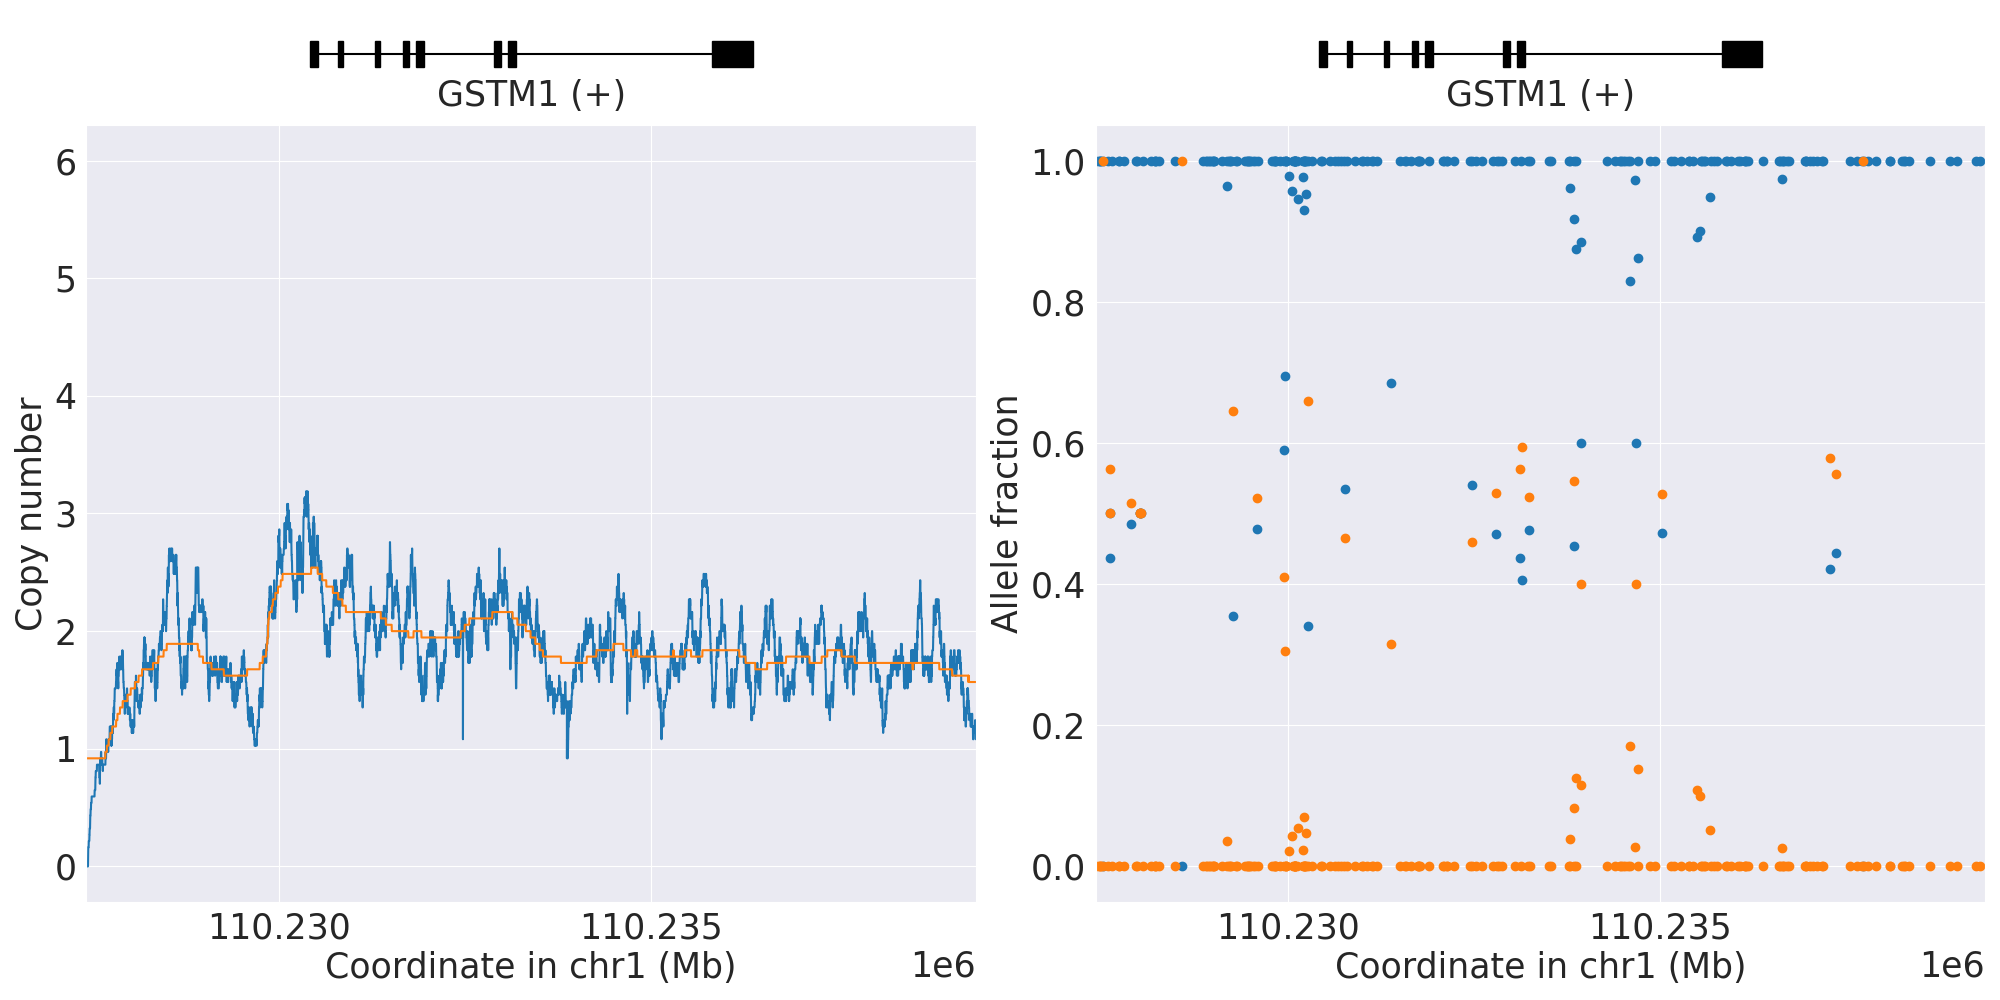 GSTM1 (+)
6
5
4
3
2
1
0
Copy number
110.230
110.235
Coordinate in chr1 (Mb)
1e6
GSTM1 (+)
1.0
0.8
0.6
0.4
0.2
0.0
Allele fraction
110.230
110.235
Coordinate in chr1 (Mb)
1e6